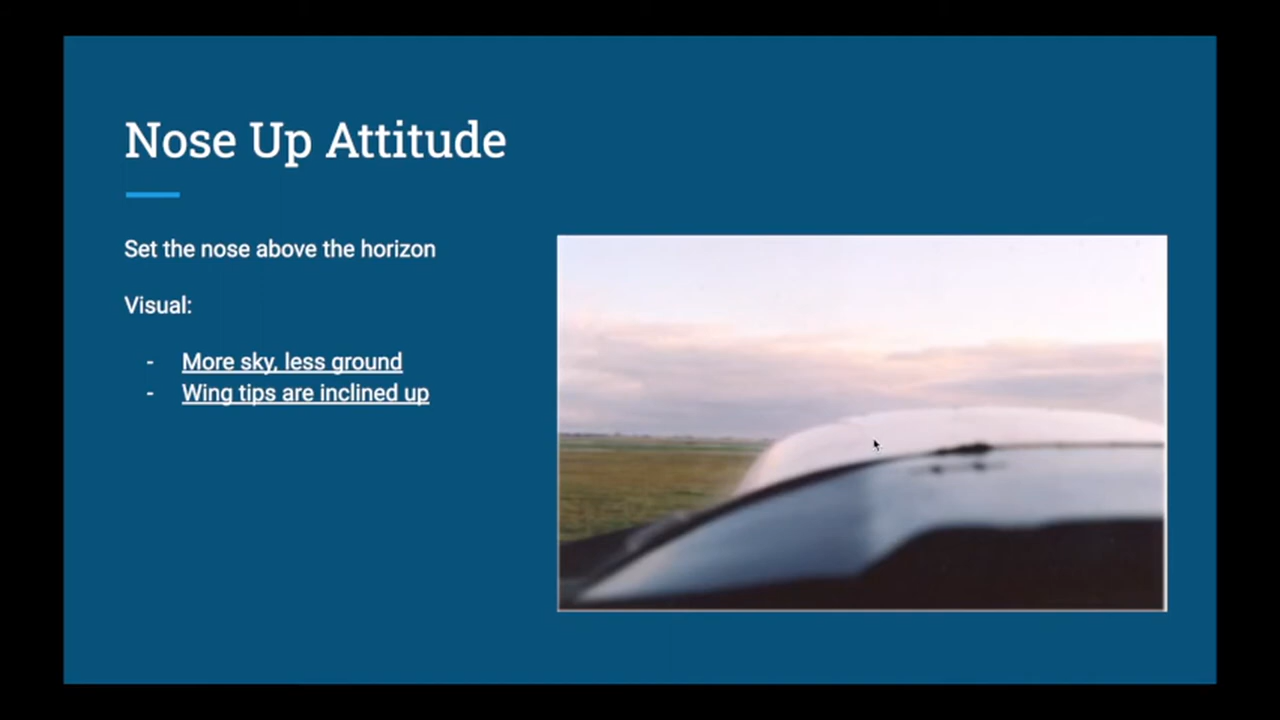 Nose Up Attitude
Set the nose above the horizon
Visual:
- More sky, less ground
- Wing tips are inclined up